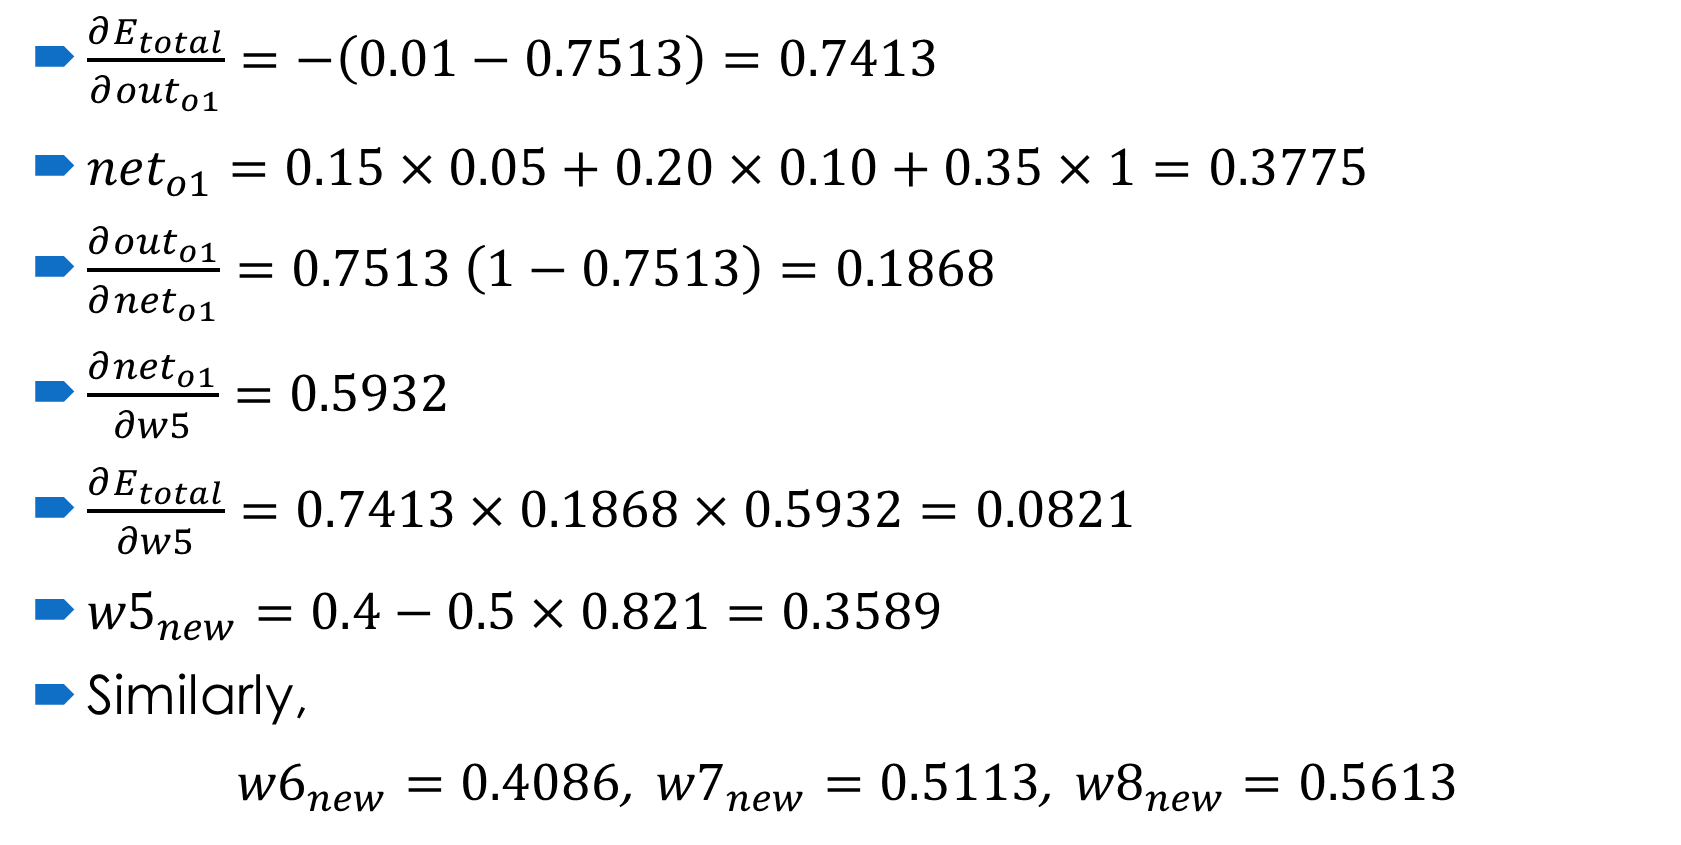 ∂E_total/∂out_o1 = −(0.01 − 0.7513) = 0.7413
net_o1 = 0.15 × 0.05 + 0.20 × 0.10 + 0.35 × 1 = 0.3775
∂out_o1/∂net_o1 = 0.7513 (1 − 0.7513) = 0.1868
∂net_o1/∂w5 = 0.5932
∂E_total/∂w5 = 0.7413 × 0.1868 × 0.5932 = 0.0821
w5_new = 0.4 − 0.5 × 0.821 = 0.3589
Similarly,
w6_new = 0.4086, w7_new = 0.5113, w8_new = 0.5613